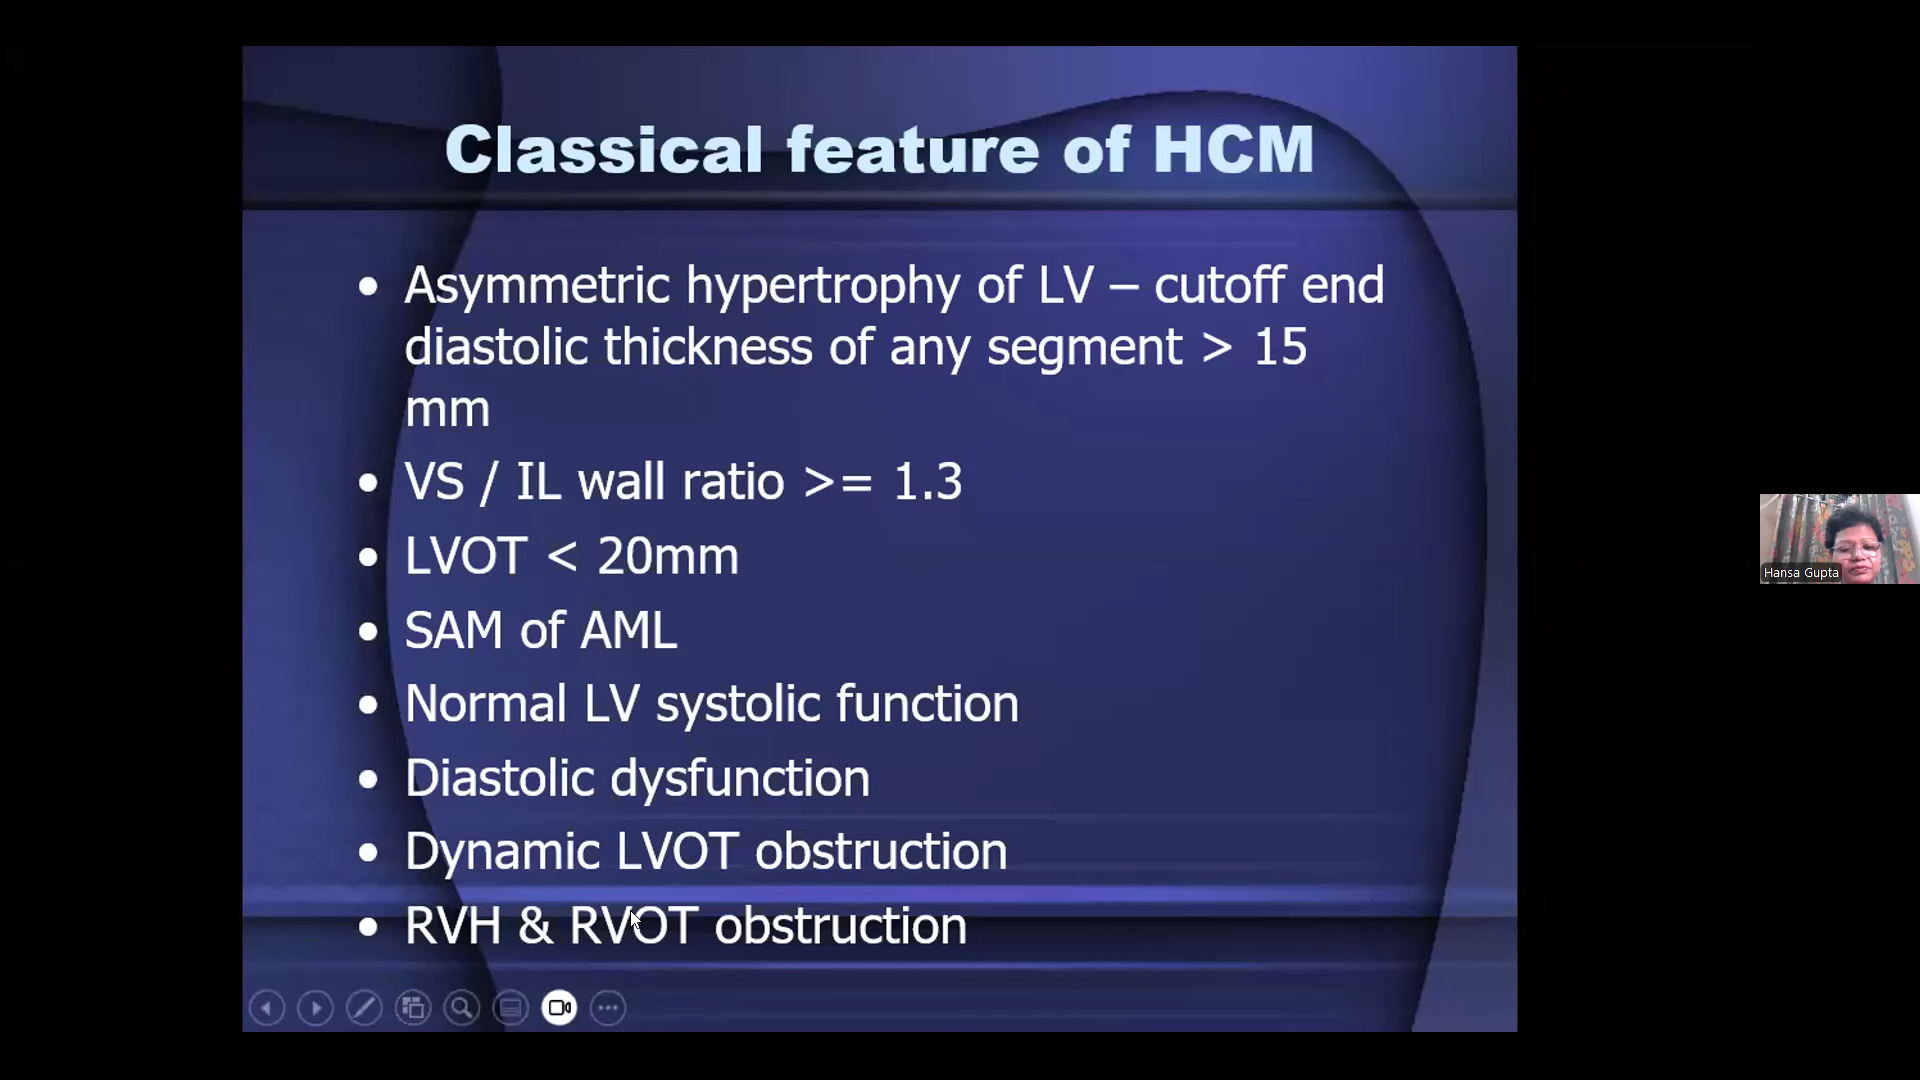 Classical feature of HCM
• Asymmetric hypertrophy of LV – cutoff end
diastolic thickness of any segment > 15
mm
• VS / IL wall ratio >= 1.3
• LVOT < 20mm
• SAM of AML
• Normal LV systolic function
• Diastolic dysfunction
• Dynamic LVOT obstruction
• RVH & RVOT obstruction
Hansa Gupta